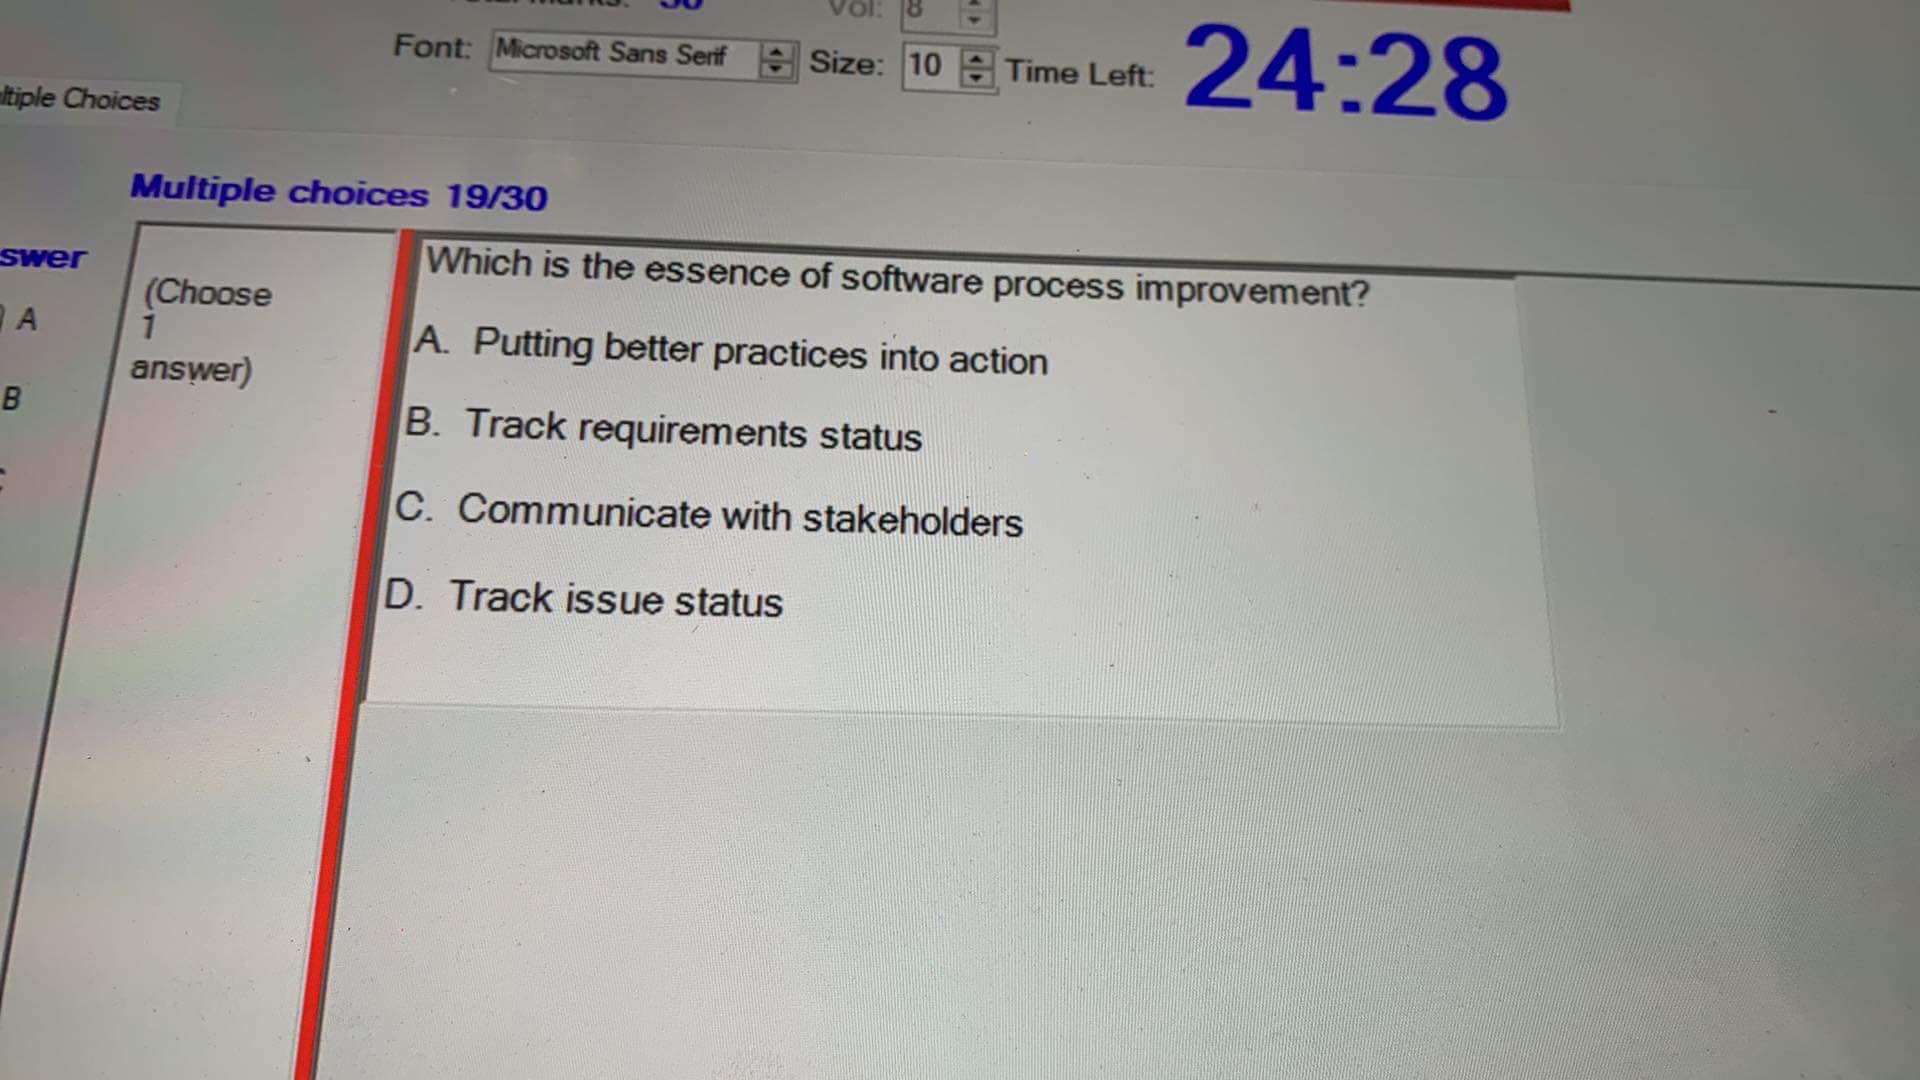 Vol: 8
Font: Microsoft Sans Serif Size: 10 Time Left: 24:28
ltiple Choices
Multiple choices 19/30
swer
A
B
(Choose
1
answer)
Which is the essence of software process improvement?
A. Putting better practices into action
B. Track requirements status
C. Communicate with stakeholders
D. Track issue status